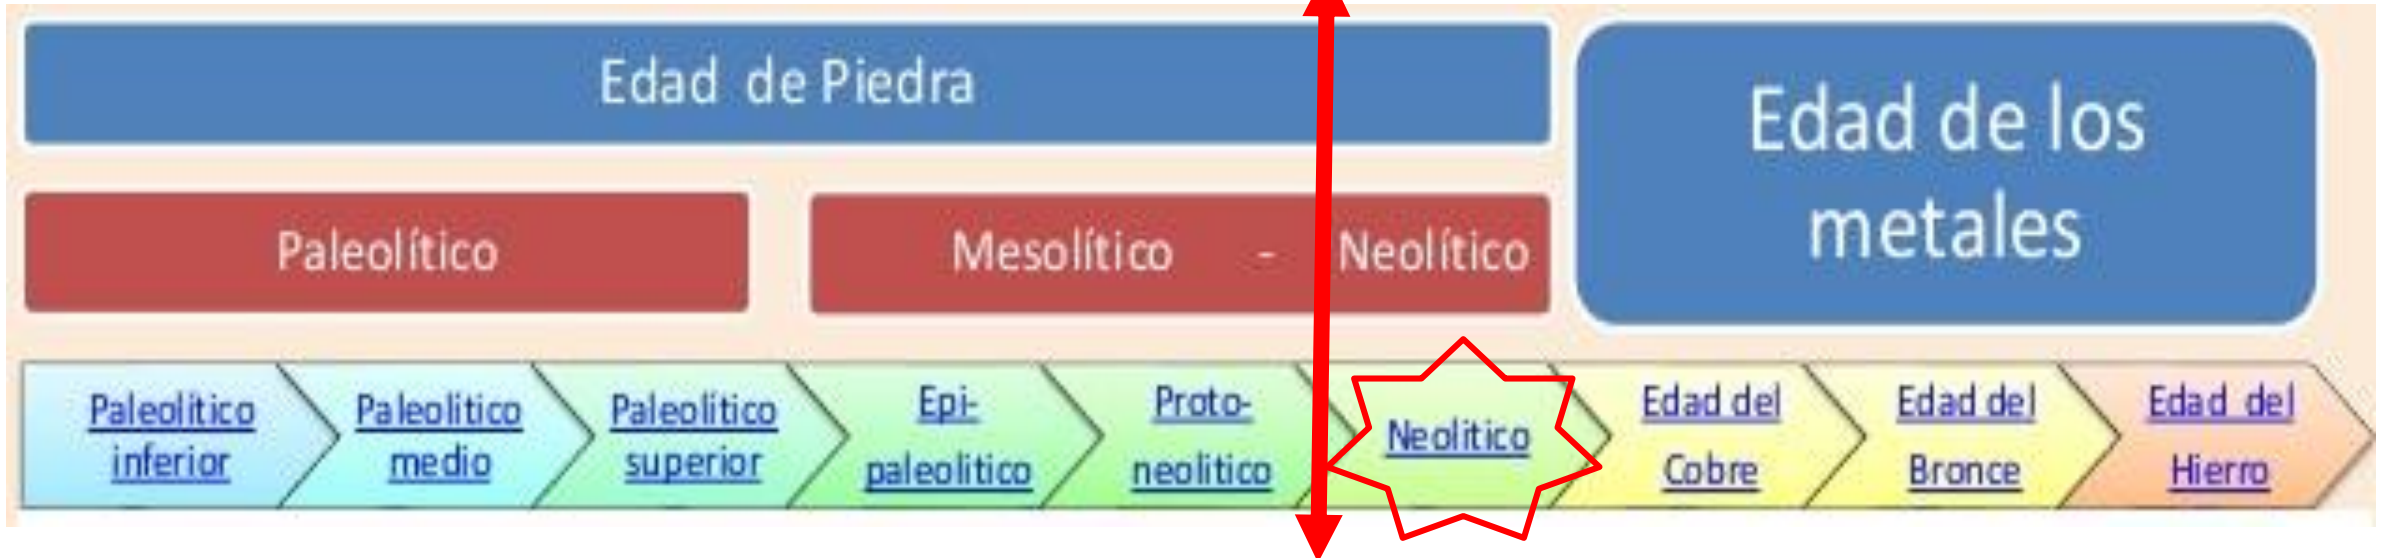 Edad de Piedra
Edad de los
metales
Paleolítico
Mesolítico - Neolítico
Paleolitico
inferior
Paleolitico
medio
Paleolítico
superior
Epi-
paleolitico
Proto-
neolitico
Neolitico
Edad del
Cobre
Edad del
Bronce
Edad del
Hierro